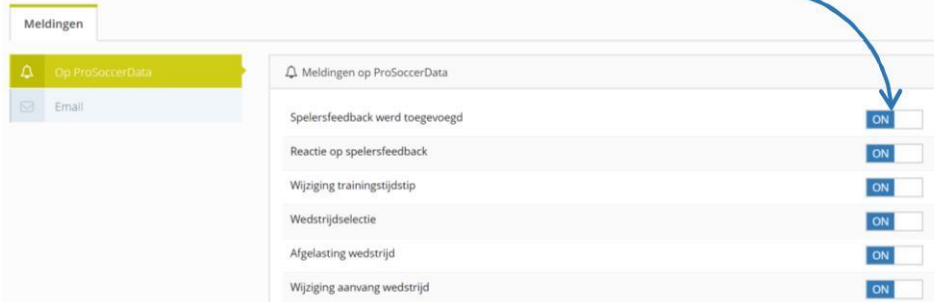 Meldingen
Op ProSoccerData
Email
Meldingen op ProSoccerData
Spelersfeedback werd toegevoegd ON
Reactie op spelersfeedback ON
Wijziging trainingstijdstip ON
Wedstrijdselectie ON
Afgelasting wedstrijd ON
Wijziging aanvang wedstrijd ON